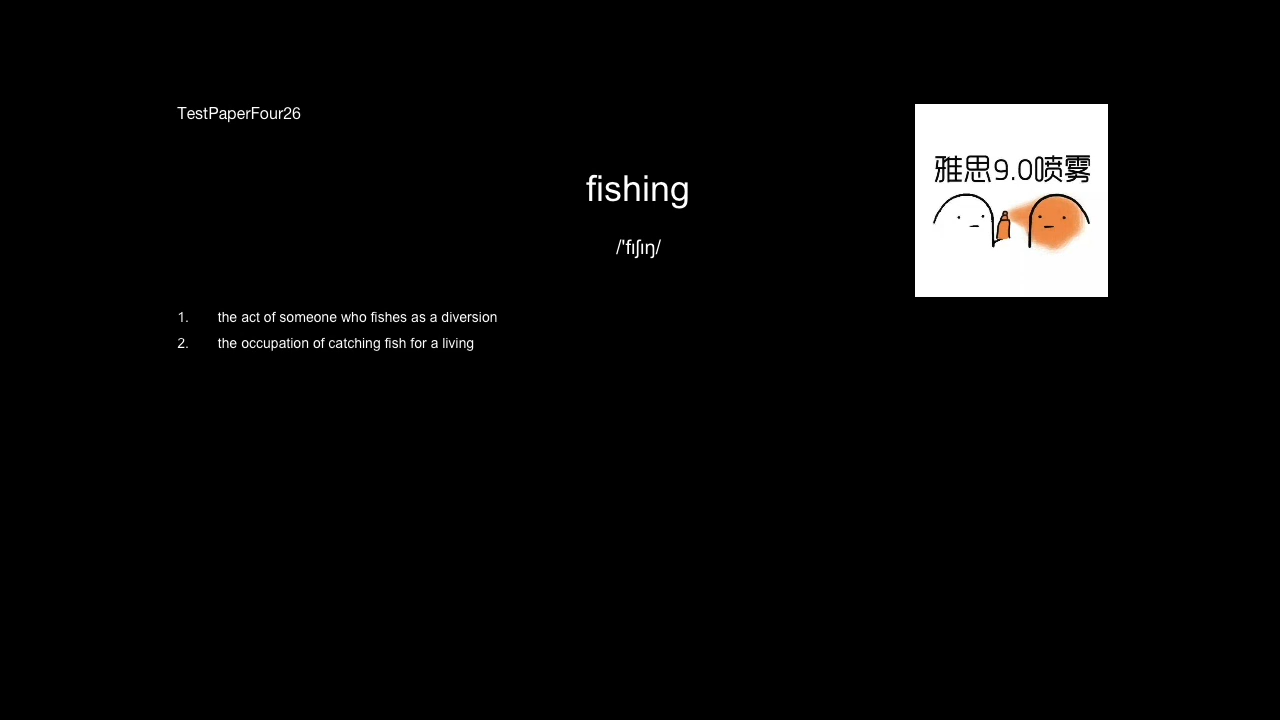 TestPaperFour26
雅思9.0喷雾
fishing
/'fɪʃɪŋ/
1. the act of someone who fishes as a diversion
2. the occupation of catching fish for a living